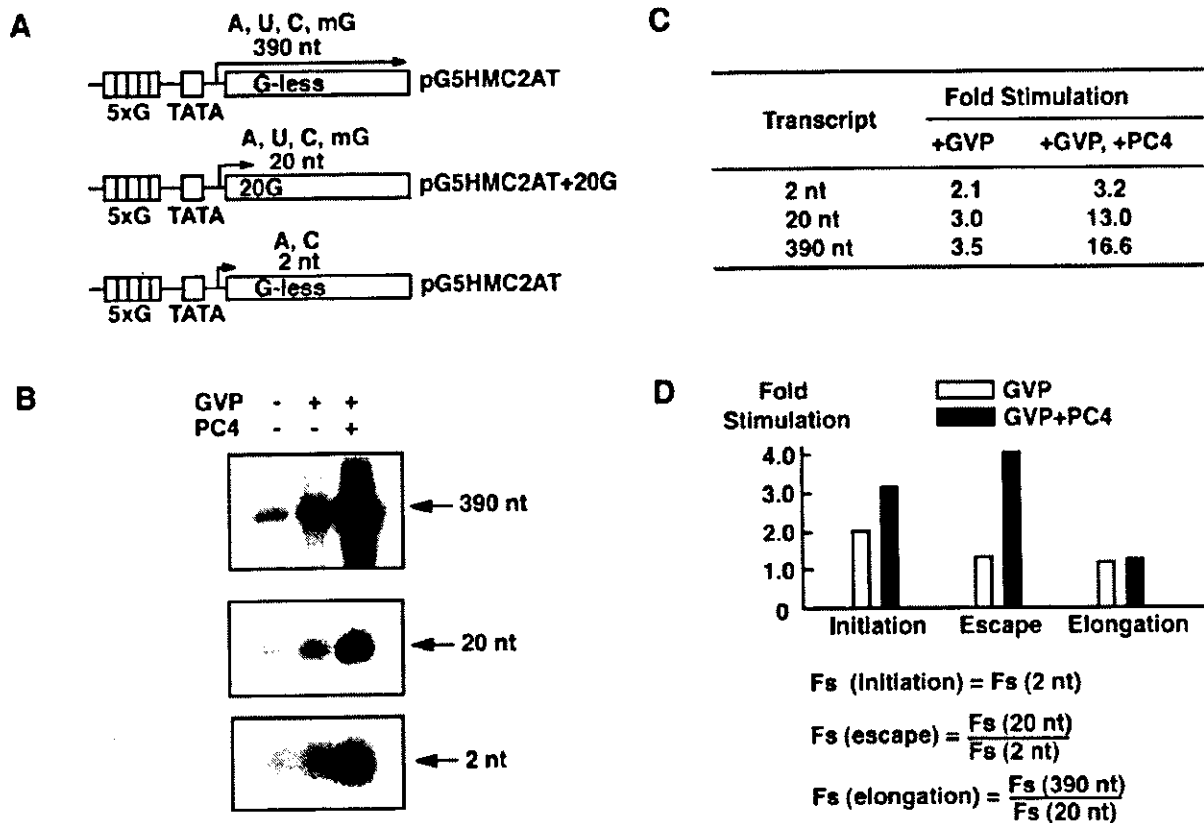 A
A, U, C, mG
390 nt
G-less
pG5HMC2AT
5xG TATA
A, U, C, mG
20 nt
20G
pG5HMC2AT+20G
5xG TATA
A, C
2 nt
G-less
pG5HMC2AT
5xG TATA
B
GVP - + +
PC4 - - +
390 nt
20 nt
2 nt
C
Transcript
Fold Stimulation
+GVP +GVP, +PC4
2 nt 2.1 3.2
20 nt 3.0 13.0
390 nt 3.5 16.6
D
Fold
Stimulation
GVP
GVP+PC4
4.0
3.0
2.0
1.0
0
Initiation Escape Elongation
Fs (Initiation) = Fs (2 nt)
Fs (escape) = Fs (20 nt)
Fs (2 nt)
Fs (elongation) = Fs (390 nt)
Fs (20 nt)